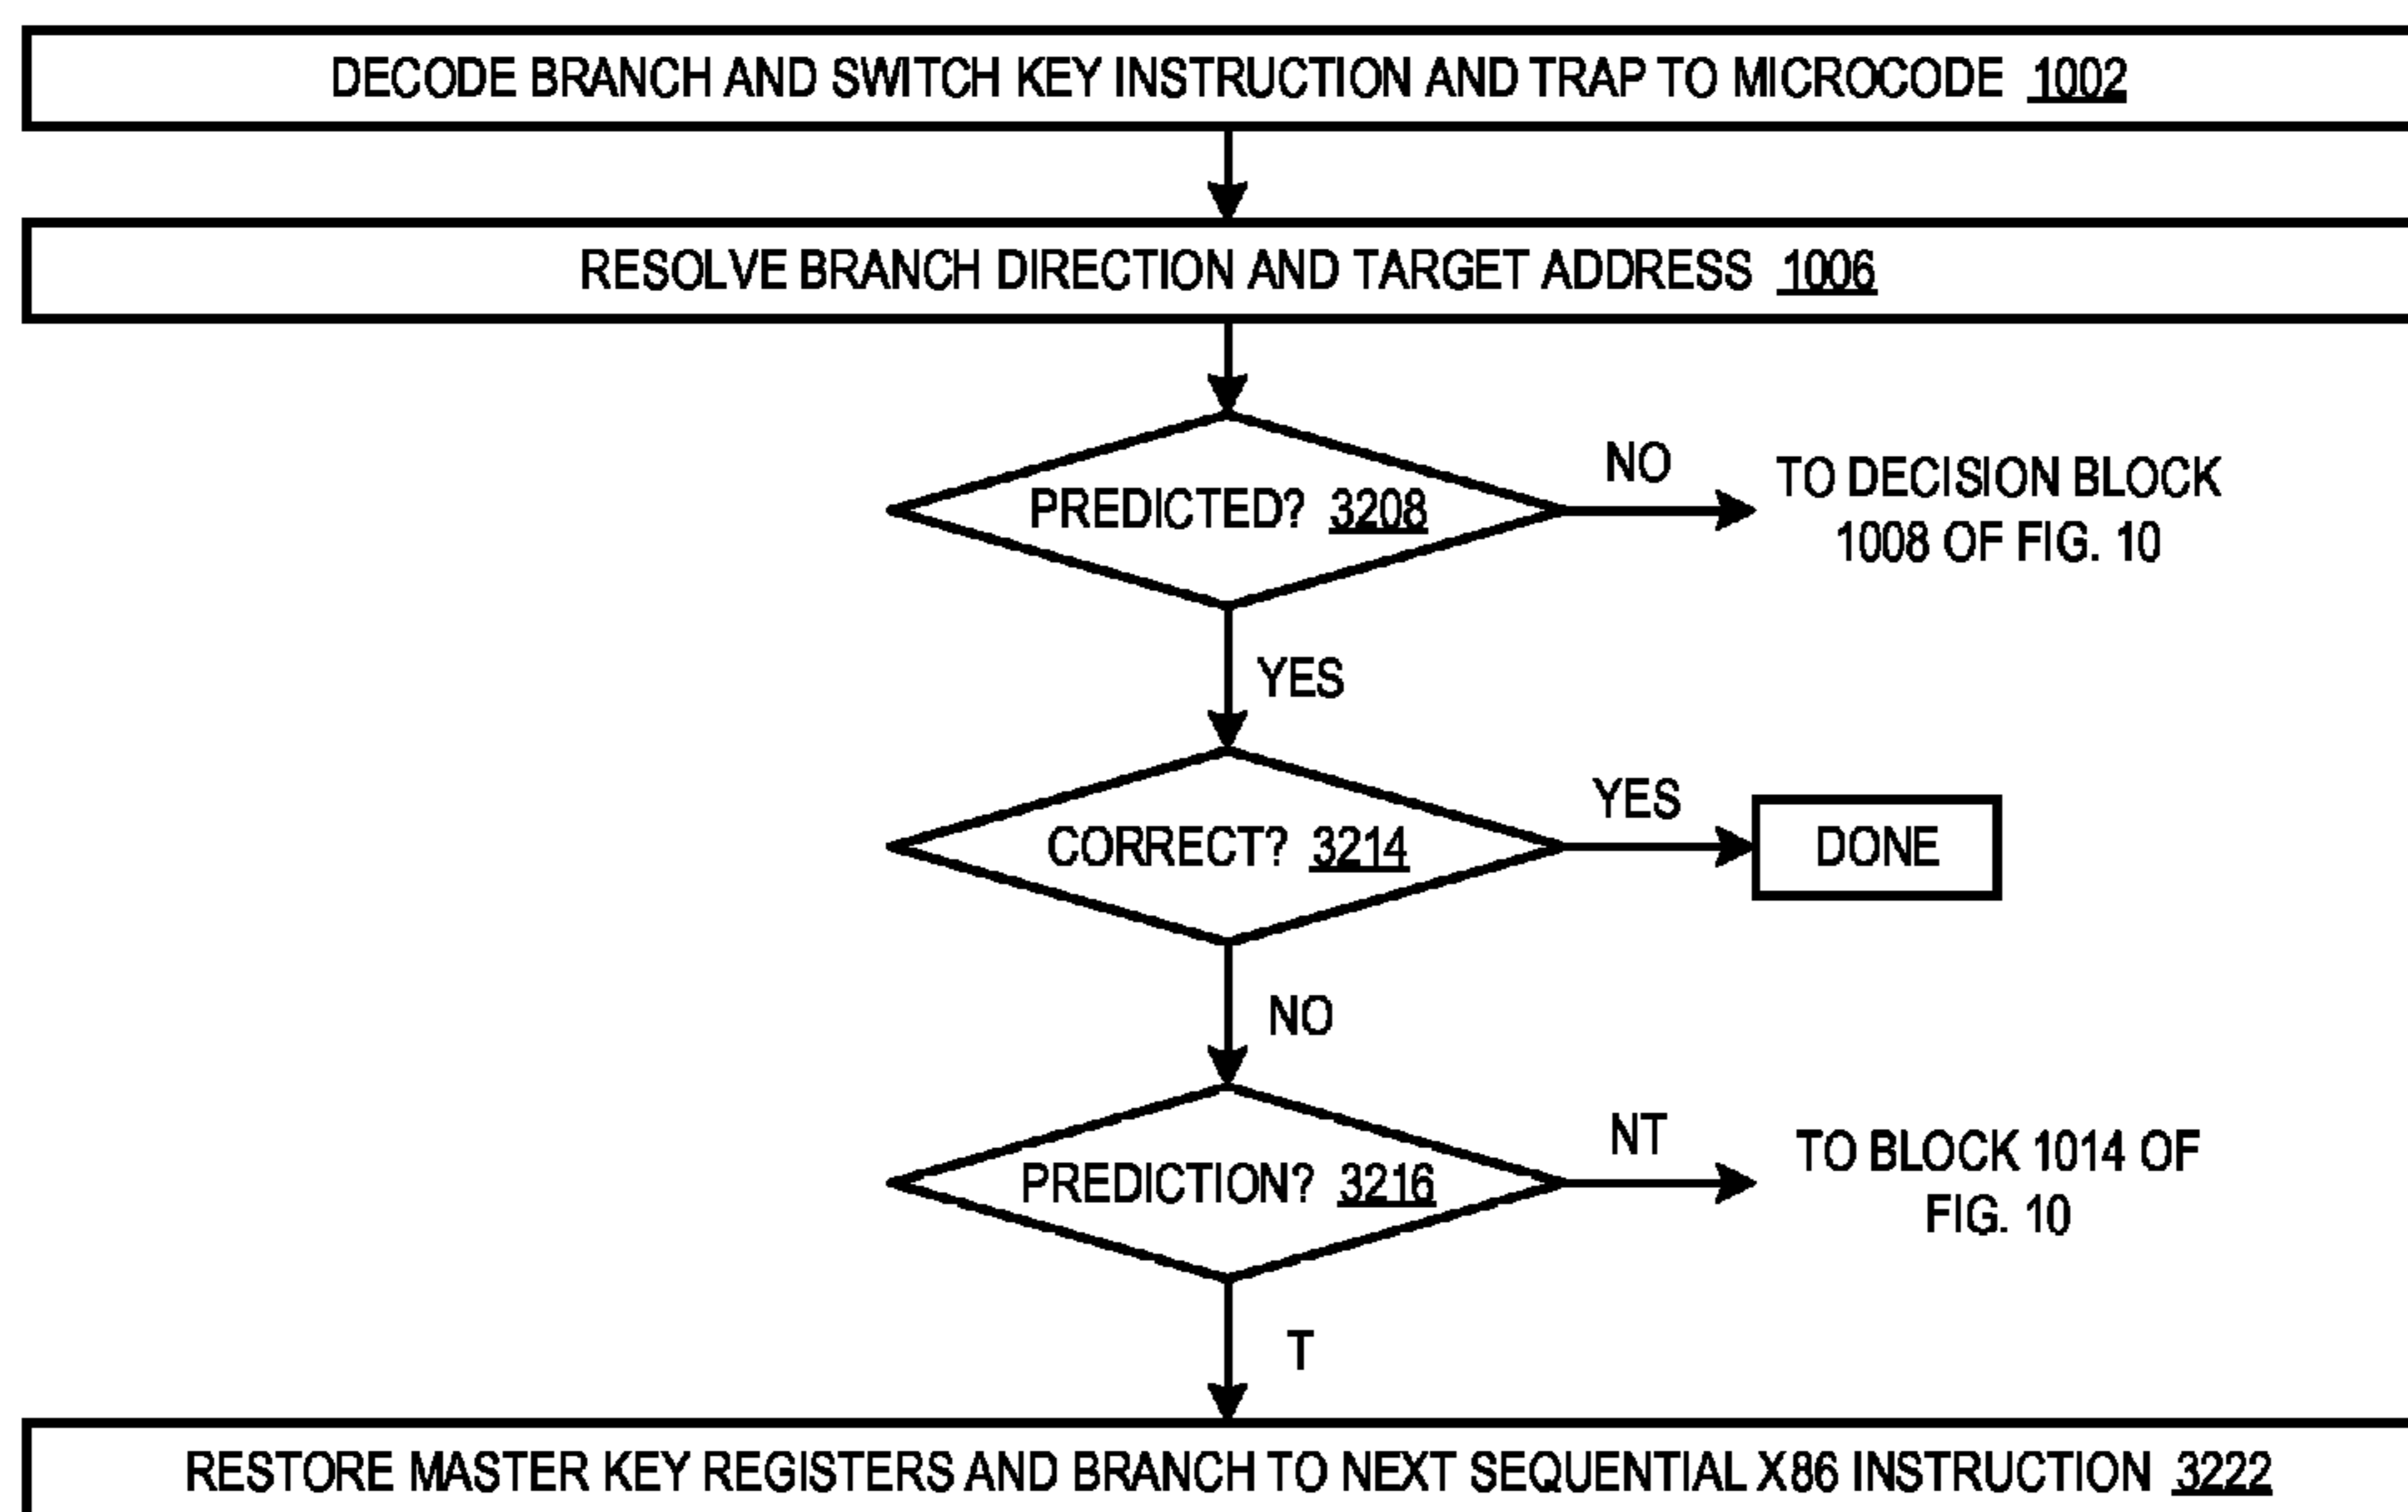 DECODE BRANCH AND SWITCH KEY INSTRUCTION AND TRAP TO MICROCODE 1002
RESOLVE BRANCH DIRECTION AND TARGET ADDRESS 1006
PREDICTED? 3208
NO
TO DECISION BLOCK
1008 OF FIG. 10
YES
CORRECT? 3214
YES
DONE
NO
PREDICTION? 3216
NT
TO BLOCK 1014 OF
FIG. 10
T
RESTORE MASTER KEY REGISTERS AND BRANCH TO NEXT SEQUENTIAL X86 INSTRUCTION 3222